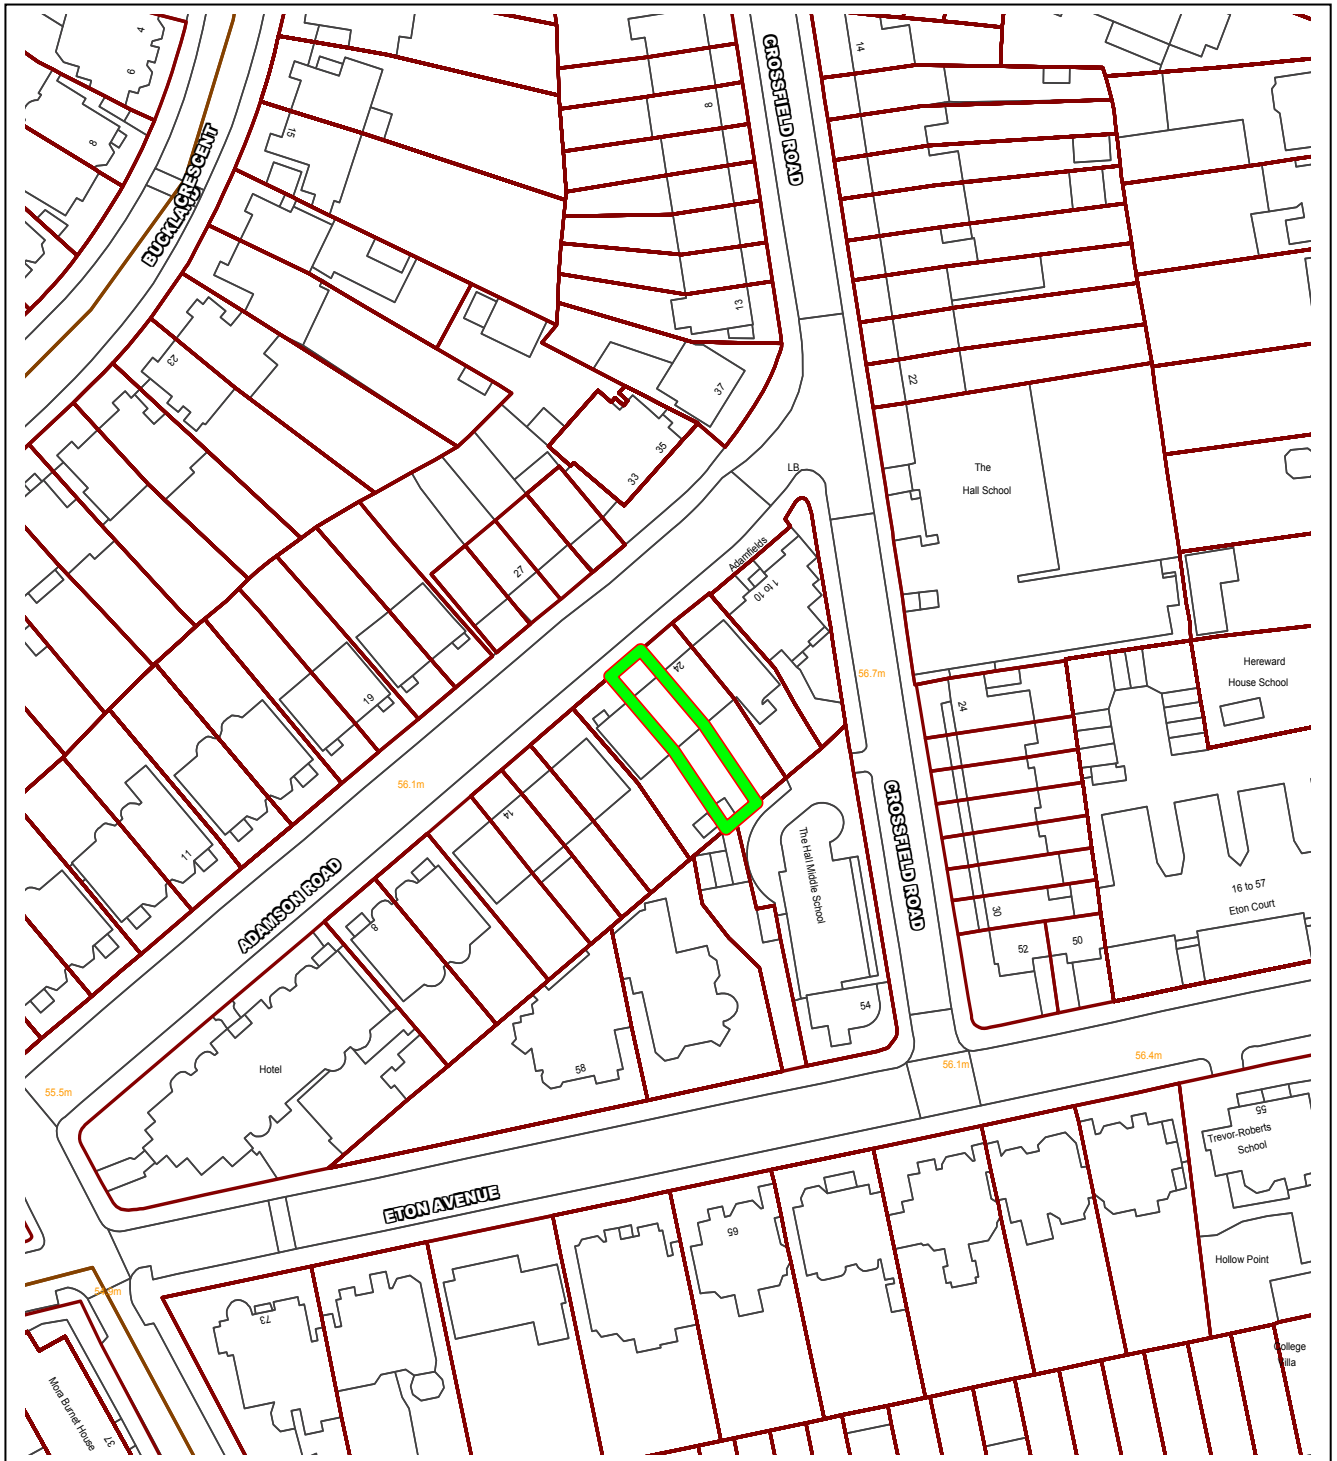 4
6
8
15
BUCKLAND
CRESCENT
CROSSFIELD ROAD
8
14
13
23
37
22
35
33
LB
The
Hall School
27
Adamfields
1 to 10
24
56.7m
Hereward
House School
19
24
56.1m
14
11
CROSSFIELD ROAD
The Hall Middle School
16 to 57
Eton Court
ADAMSON ROAD
8
30
52
50
54
Hotel
58
56.1m
56.4m
55.5m
55
Trevor-Roberts
School
ETON AVENUE
65
Hollow Point
73
College
Mora Burnet House
37